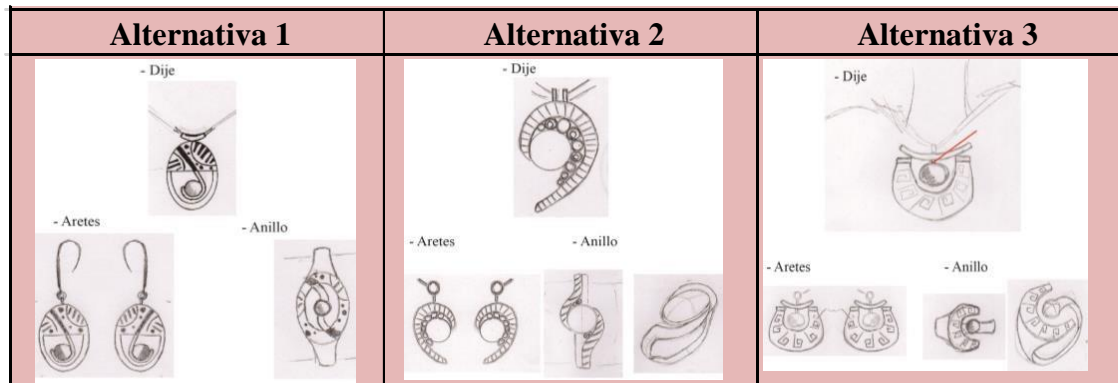 Alternativa 1
Alternativa 2
Alternativa 3
- Dije
- Aretes
- Anillo
- Dije
- Aretes
- Anillo
- Dije
- Aretes
- Anillo